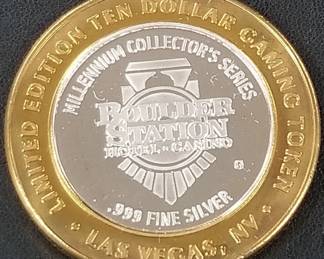 LIMITED EDITION TEN DOLLAR GAMING TOKEN
MILLENNIUM COLLECTOR'S SERIES
BOULDER
STATION
HOTEL • CASINO
G
.999 FINE SILVER
• LAS VEGAS, NV •